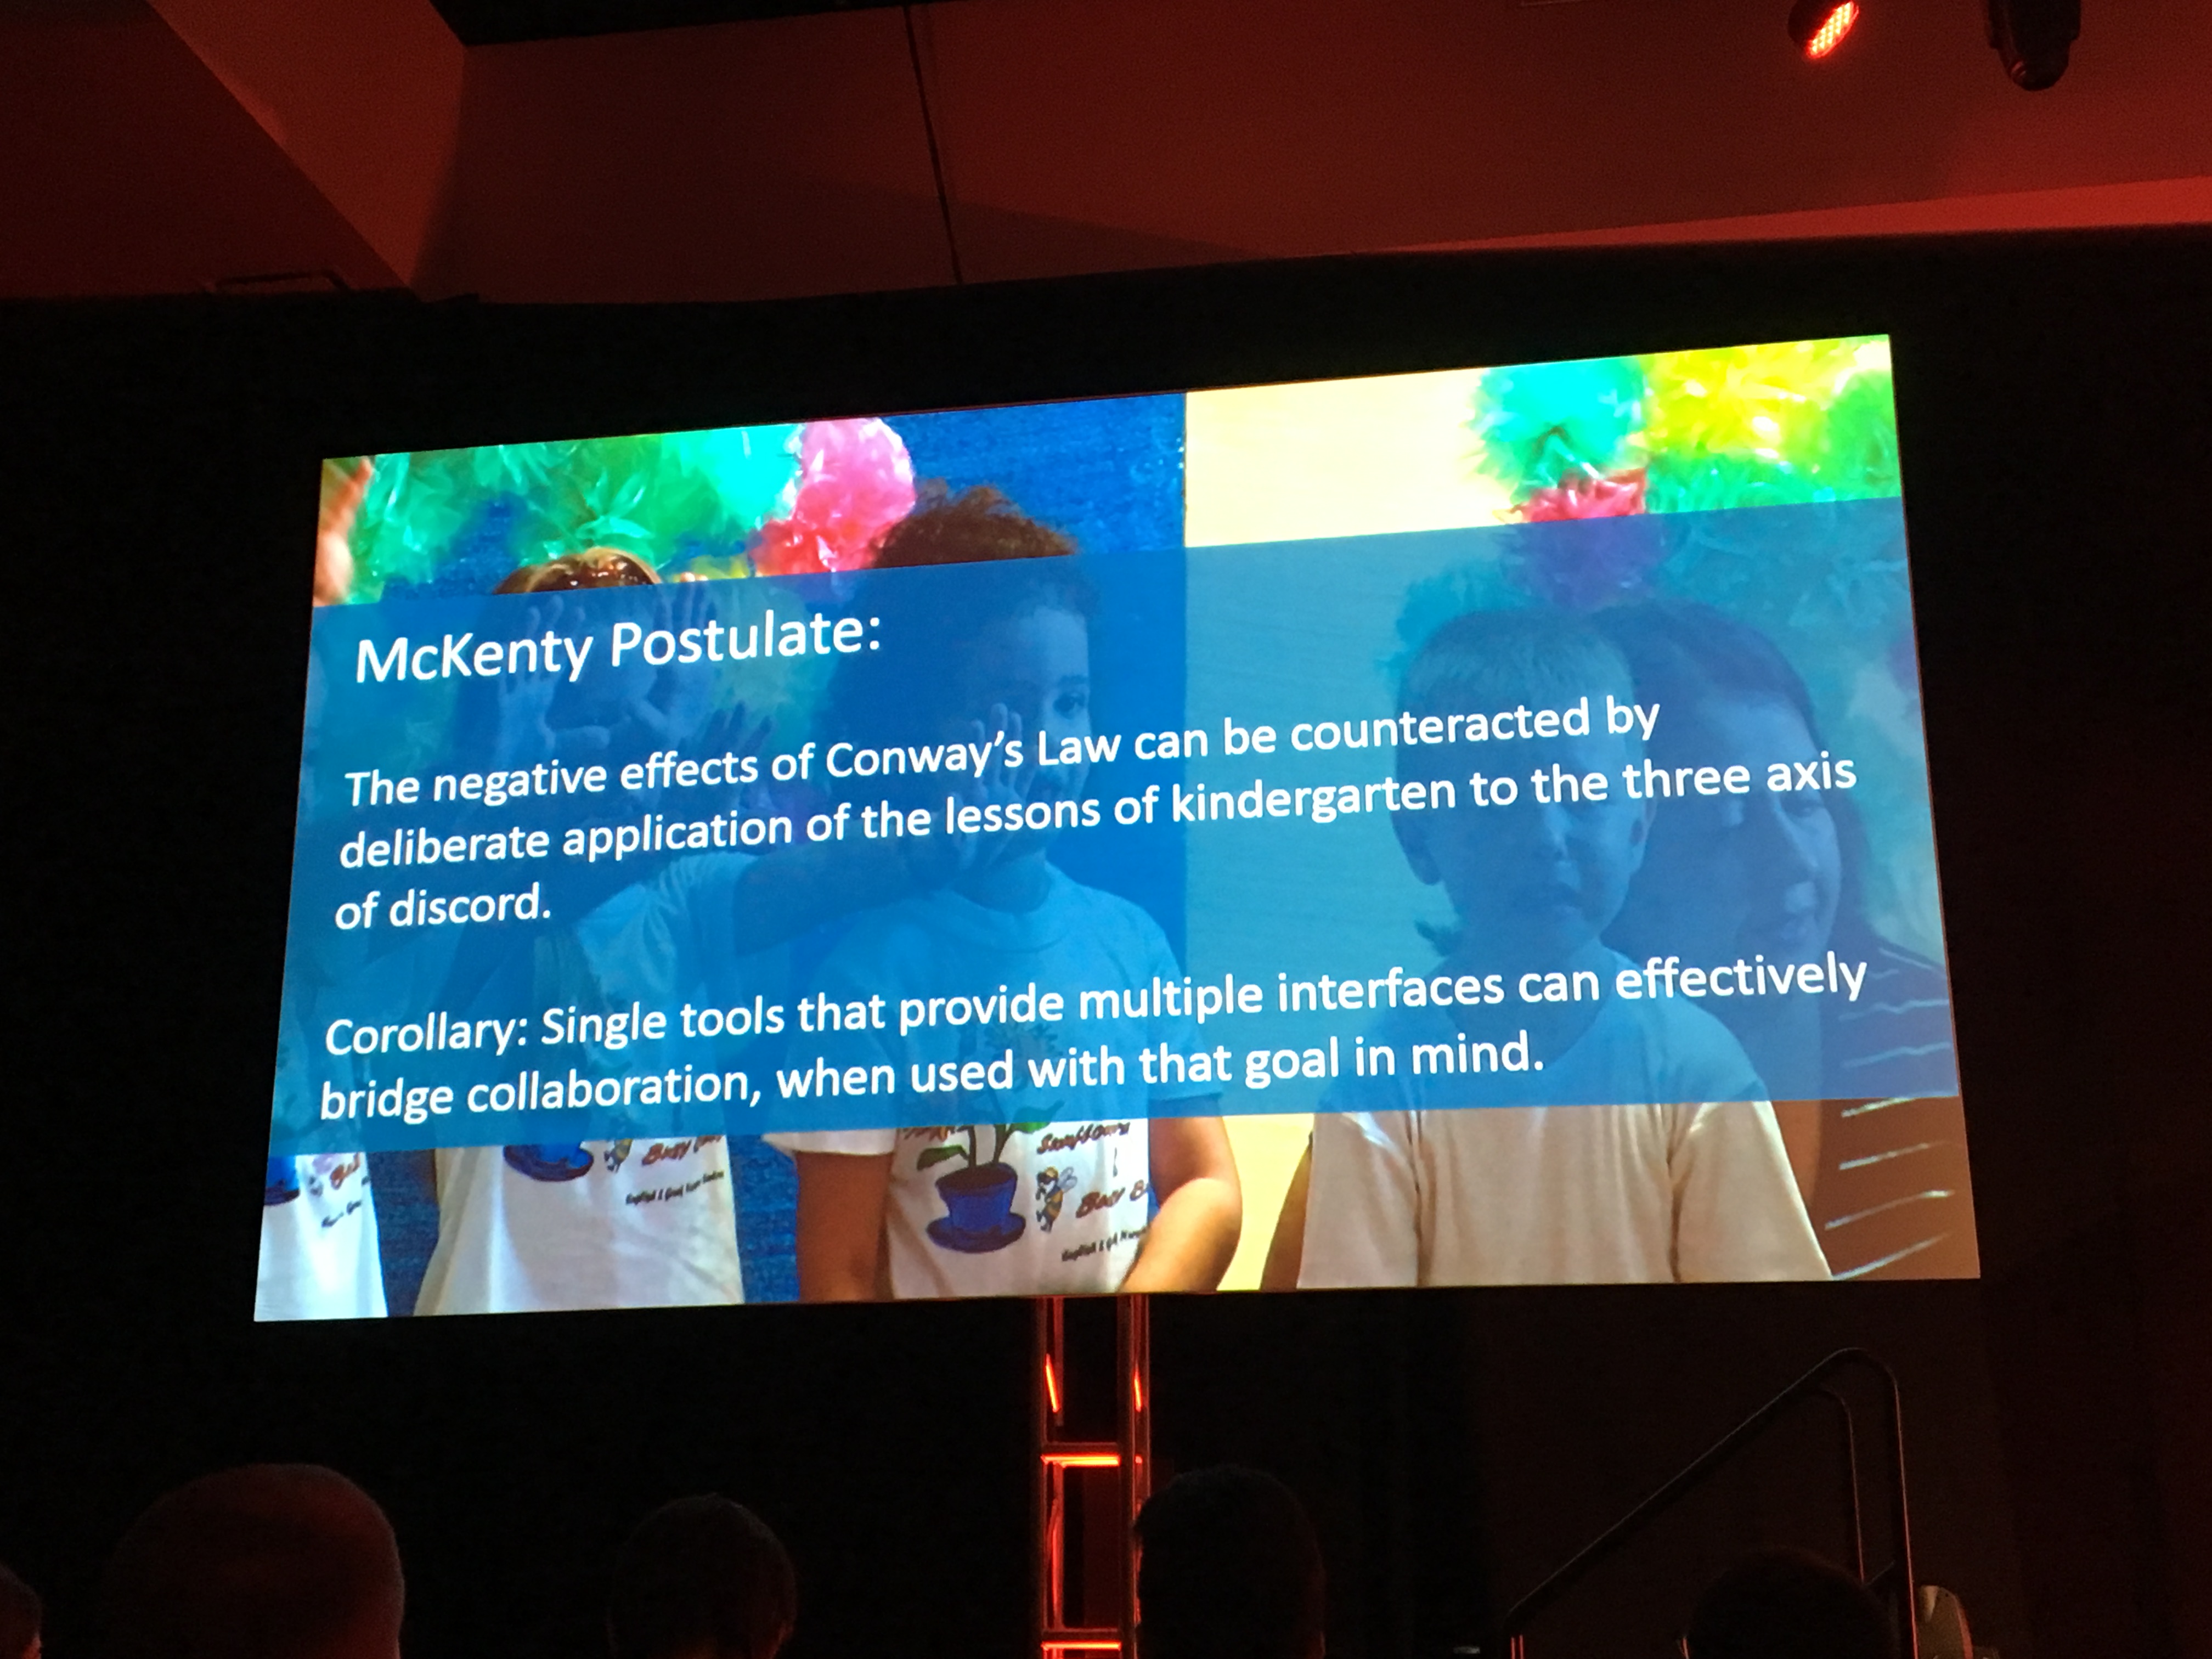 McKenty Postulate:
The negative effects of Conway's Law can be counteracted by
deliberate application of the lessons of kindergarten to the three axis
of discord.
Corollary: Single tools that provide multiple interfaces can effectively
bridge collaboration, when used with that goal in mind.